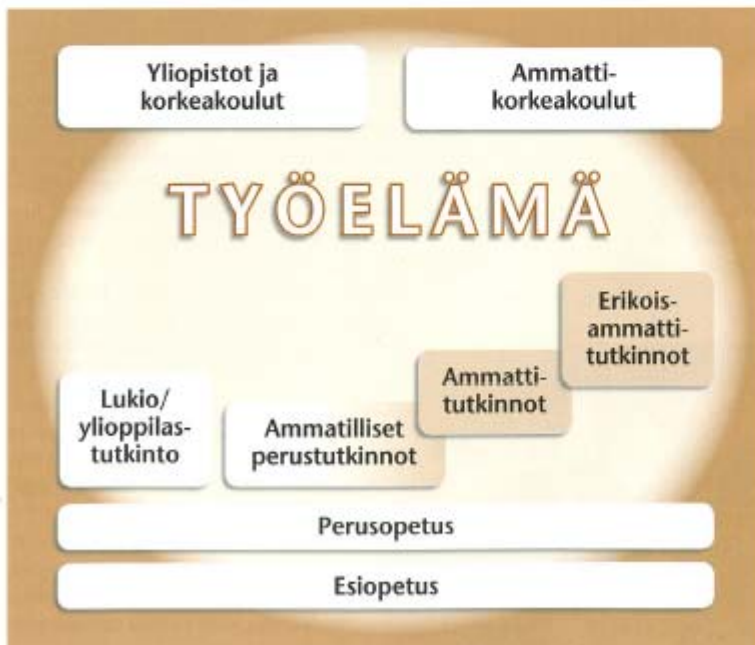 Yliopistot ja
korkeakoulut
Ammatti-
korkeakoulut
TYÖELÄMÄ
Erikois-
ammatti-
tutkinnot
Ammatti-
tutkinnot
Lukio/
ylioppilas-
tutkinto
Ammatilliset
perustutkinnot
Perusopetus
Esiopetus